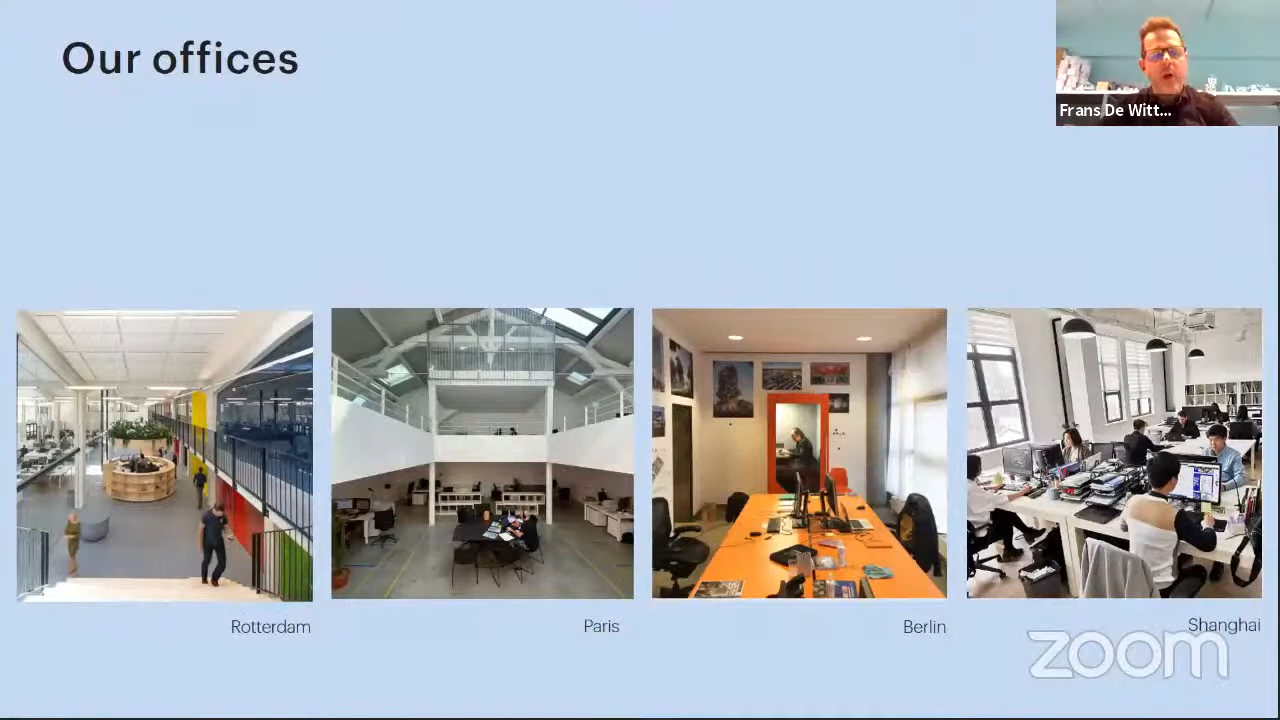 Our offices
Frans De Witt...
Rotterdam
Paris
Berlin
Shanghai
zoom